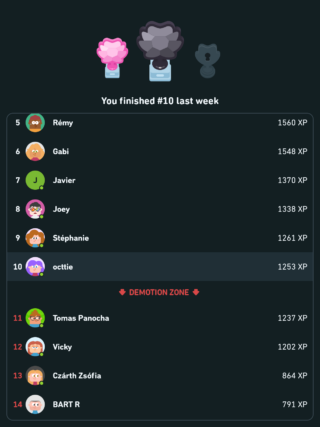 You finished #10 last week
5 Rémy 1560 XP
6 Gabi 1548 XP
7 J Javier 1370 XP
8 Joey 1338 XP
9 Stéphanie 1261 XP
10 octtie 1253 XP
DEMOTION ZONE
11 Tomas Panocha 1237 XP
12 Vicky 1202 XP
13 Czárth Zsófia 864 XP
14 BART R 791 XP